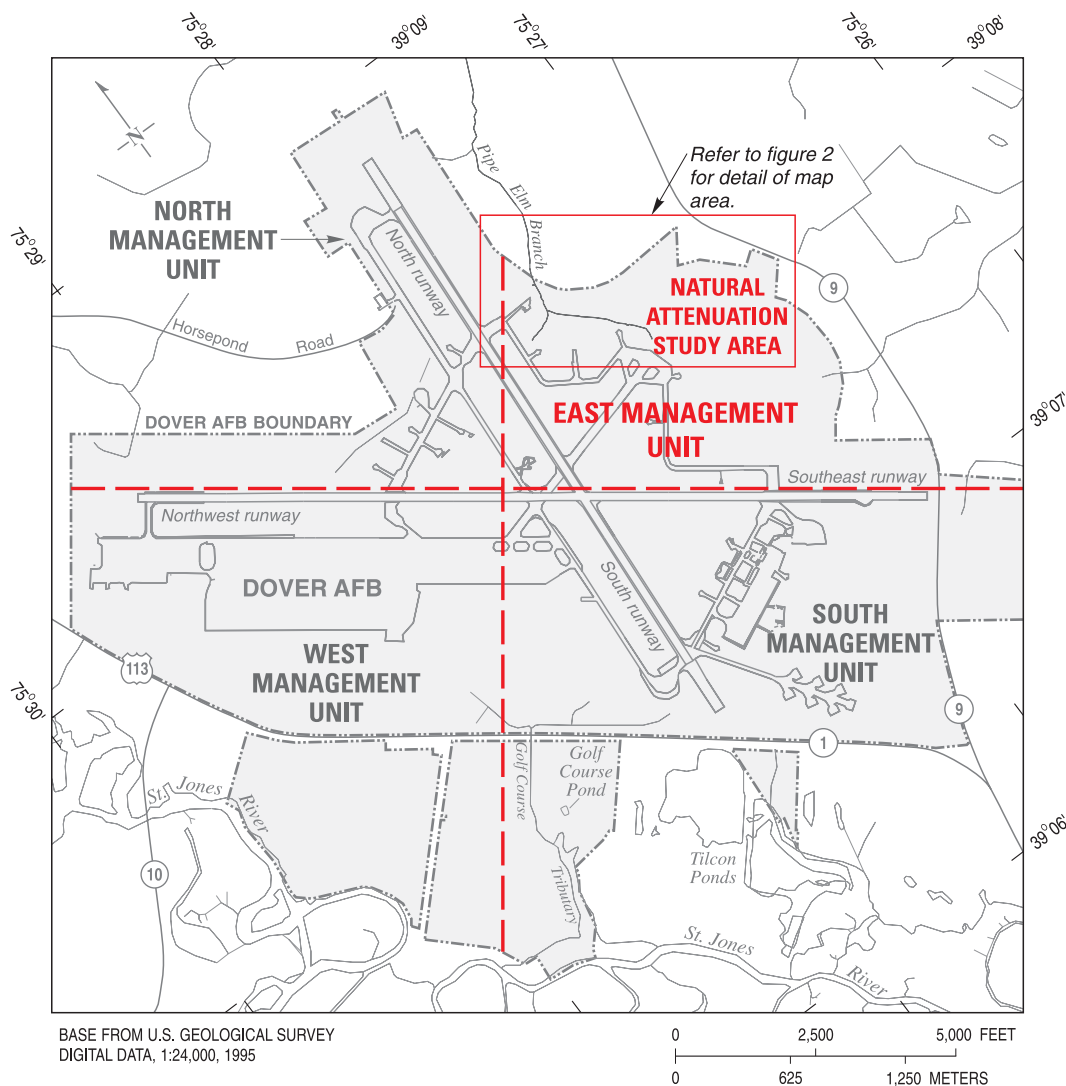 75°28'
39°09'
75°27'
75°26'
39°08'
N
Pipe
Elm
Branch
Refer to figure 2
for detail of map
area.
NORTH
MANAGEMENT
UNIT
North runway
75°29'
9
NATURAL
ATTENUATION
STUDY AREA
Horsepond Road
DOVER AFB BOUNDARY
EAST MANAGEMENT
UNIT
39°07'
Southeast runway
Northwest runway
DOVER AFB
South runway
SOUTH
MANAGEMENT
UNIT
WEST
MANAGEMENT
UNIT
113
75°30'
9
1
Golf Course
Tributary
Golf
Course
Pond
St. Jones
River
39°06'
Tilcon
Ponds
10
St. Jones
River
BASE FROM U.S. GEOLOGICAL SURVEY
DIGITAL DATA, 1:24,000, 1995
0 2,500 5,000 FEET
0 625 1,250 METERS